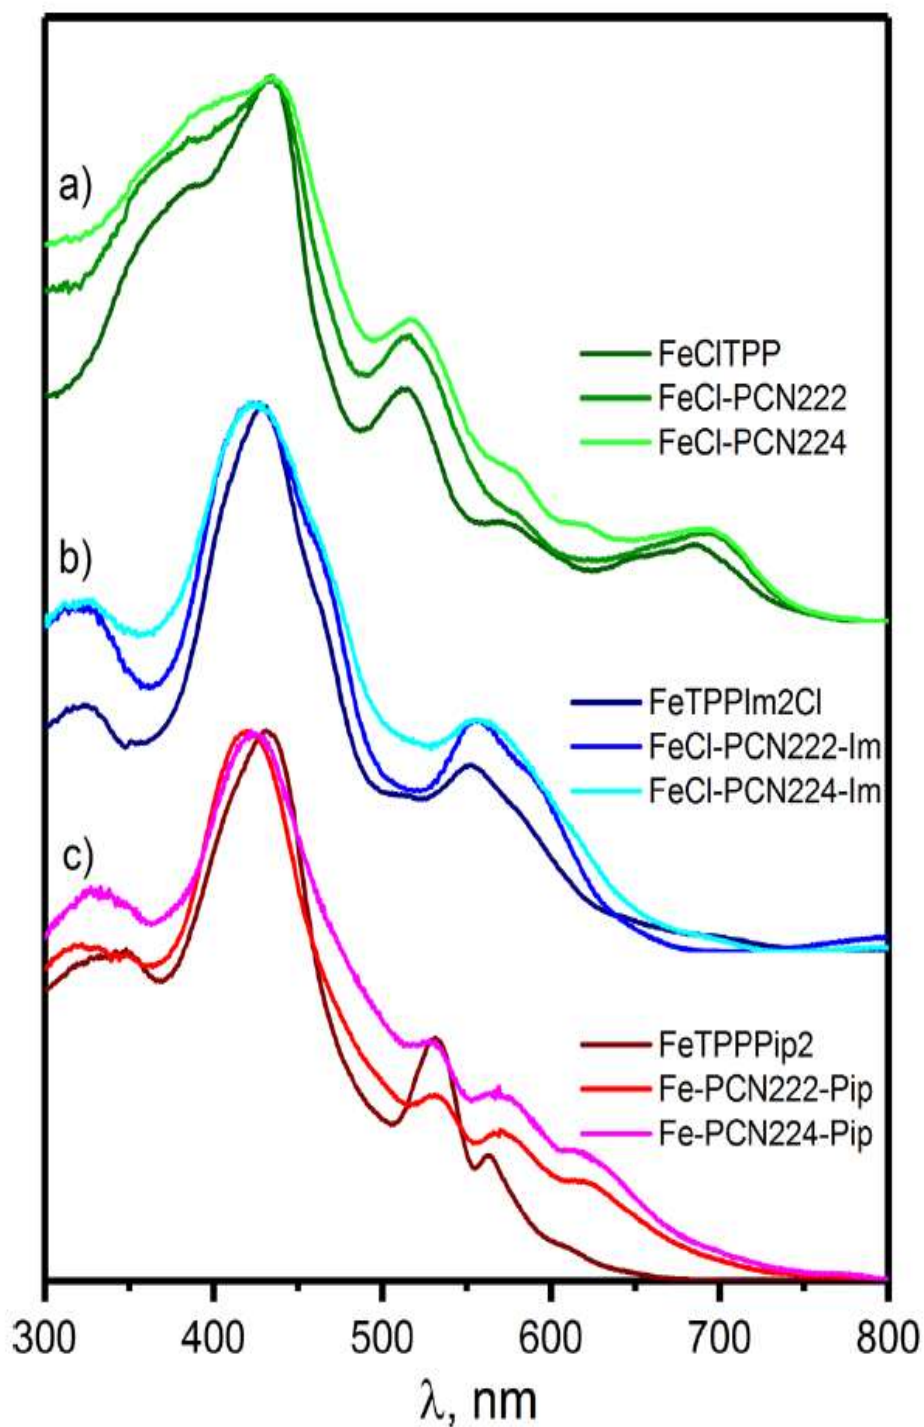 a)
FeClTPP
FeCl-PCN222
FeCl-PCN224
b)
FeTPPIm2Cl
FeCl-PCN222-Im
FeCl-PCN224-Im
c)
FeTPPPip2
Fe-PCN222-Pip
Fe-PCN224-Pip
300 400 500 600 700 800
λ, nm